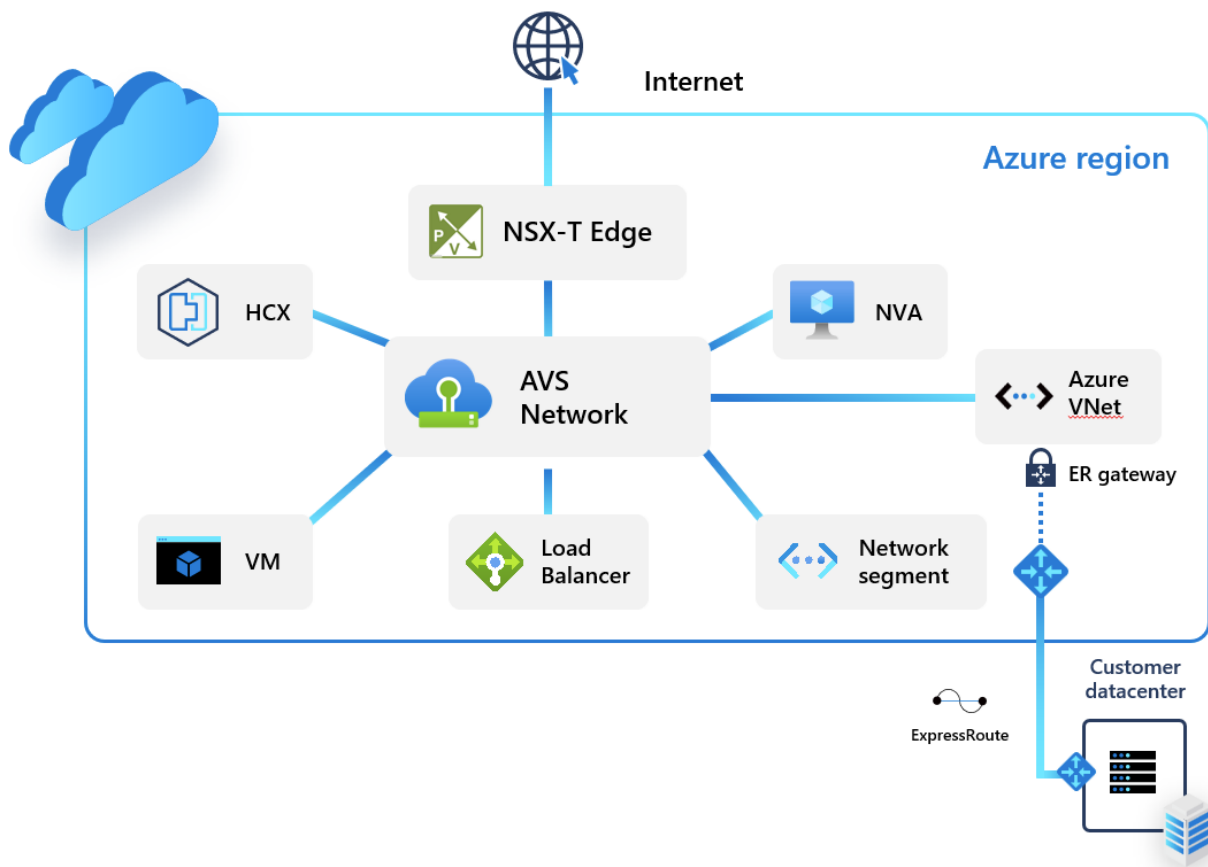 Internet
Azure region
P
V
NSX-T Edge
HCX
NVA
AVS
Network
Azure
VNet
ER gateway
VM
Load
Balancer
Network
segment
Customer
datacenter
ExpressRoute